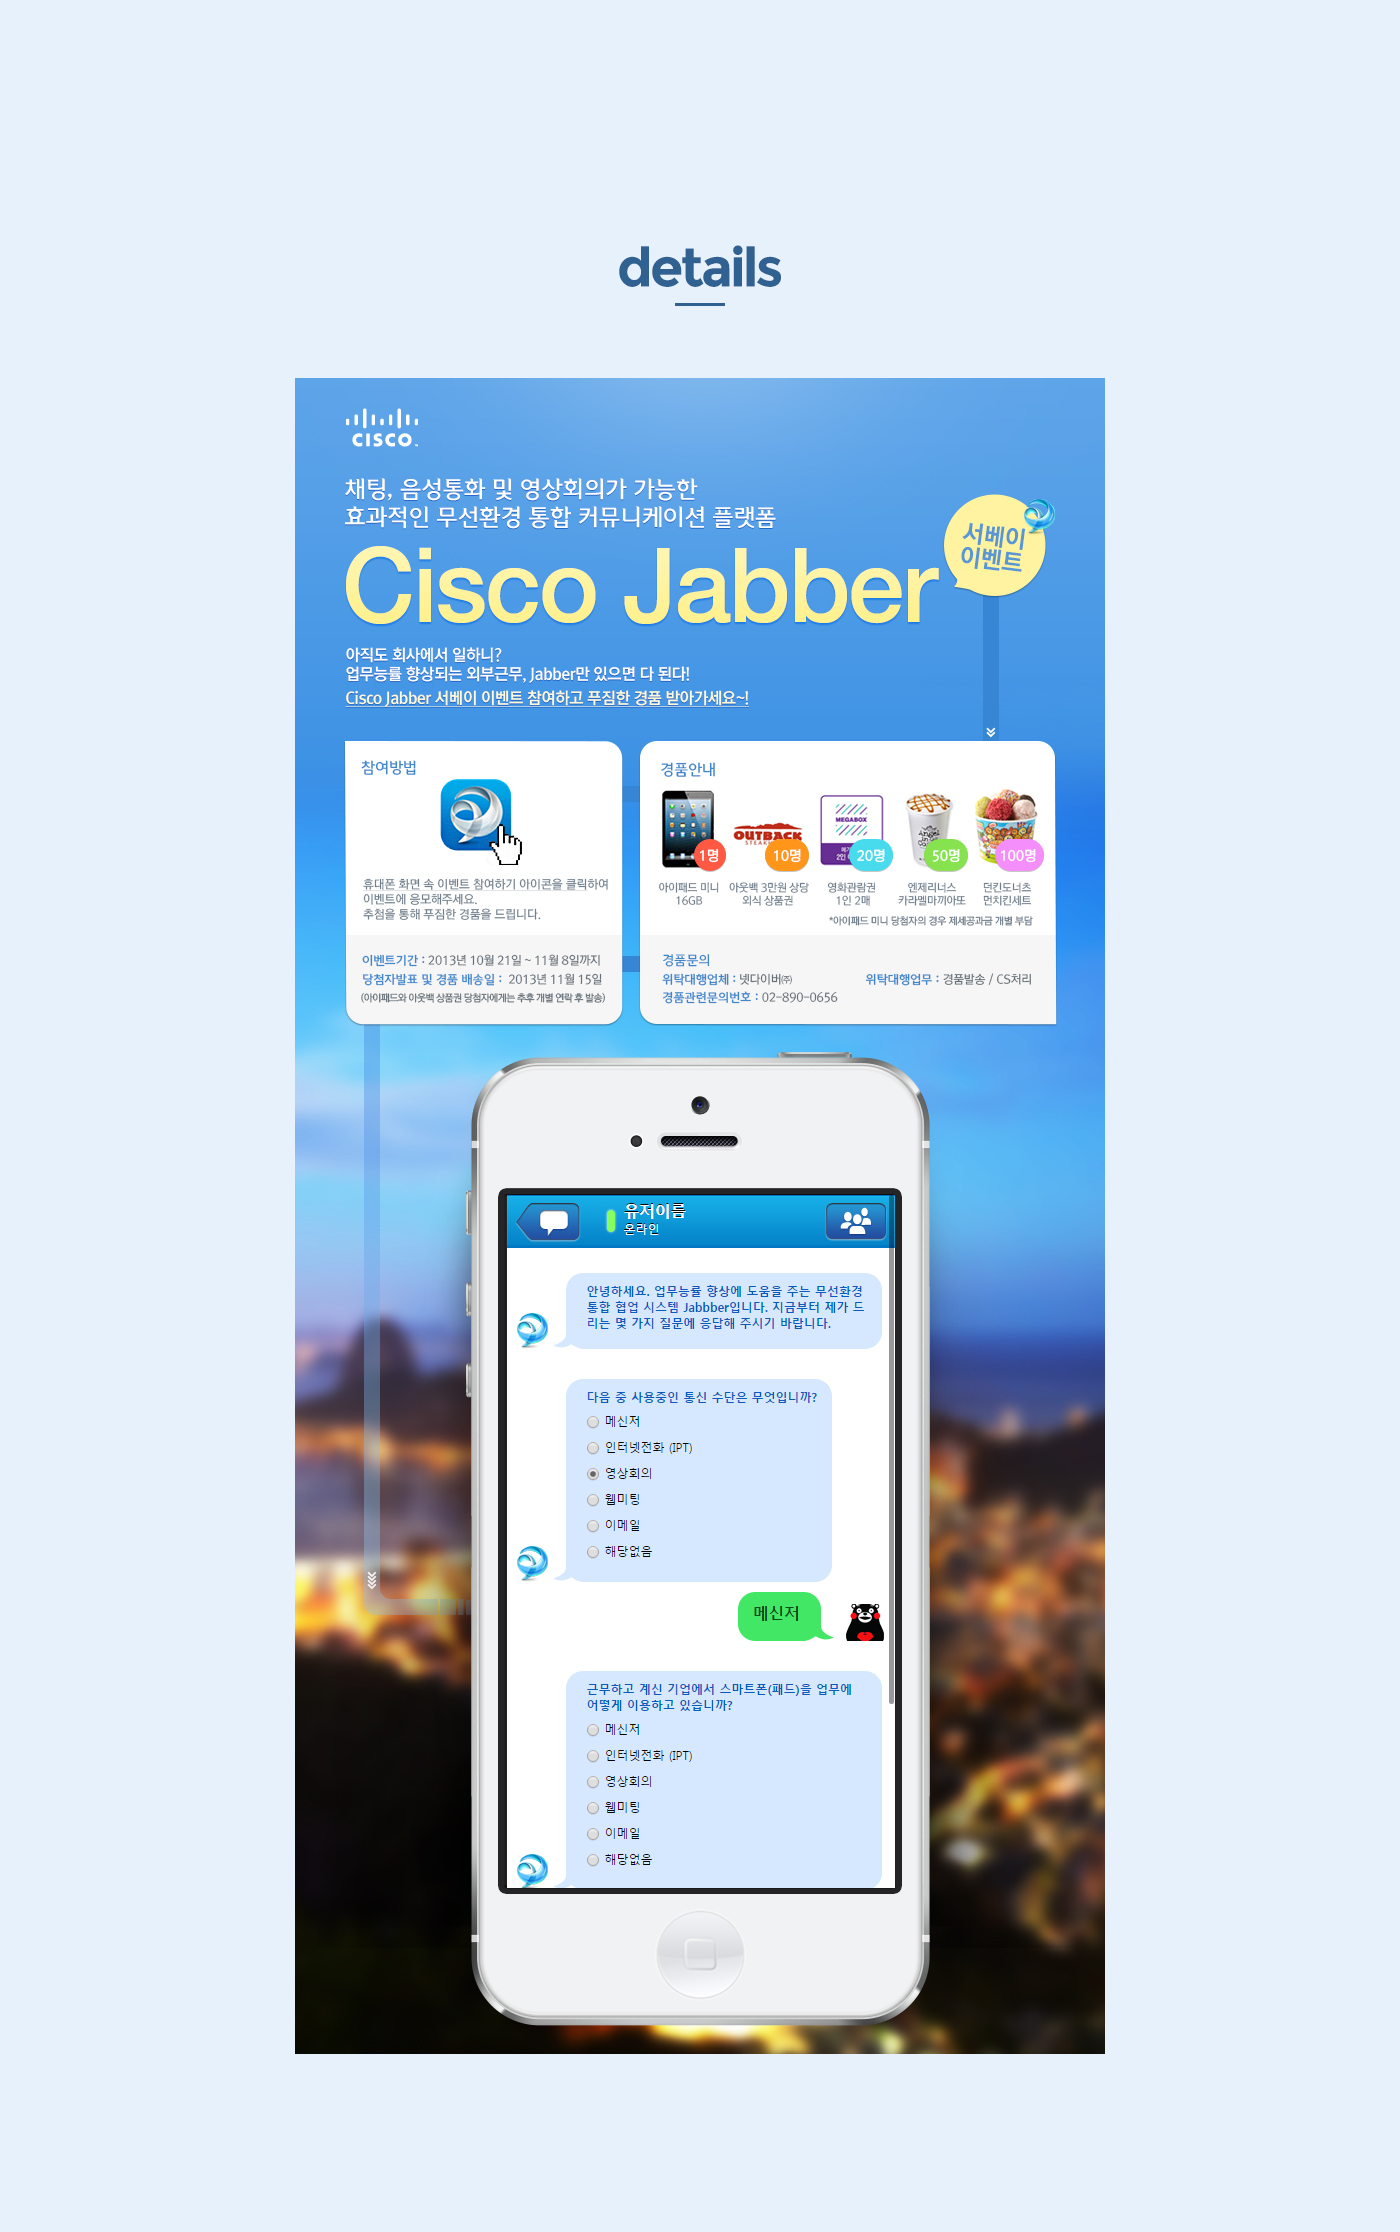 details
CISCO
채팅, 음성통화 및 영상회의가 가능한
효과적인 무선환경 통합 커뮤니케이션 플랫폼
Cisco Jabber
서베이
이벤트
아직도 회사에서 일하니?
업무능률 향상되는 외부근무, Jabber만 있으면 다 된다!
Cisco Jabber 서베이 이벤트 참여하고 푸짐한 경품 받아가세요~!
참여방법
휴대폰 화면 속 이벤트 참여하기 아이콘을 클릭하여
이벤트에 응모해주세요.
추첨을 통해 푸짐한 경품을 드립니다.
이벤트기간 : 2013년 10월 21일 ~ 11월 8일까지
당첨자발표 및 경품 배송일 : 2013년 11월 15일
(아이패드와 아웃백 상품권 당첨자에게는 추후 개별 연락 후 발송)
경품안내
OUTBACK
MEGABOX
1명 10명 20명 50명 100명
아이패드 미니 아웃백 3만원 상당 영화관람권 엔제리너스 던킨도너츠
16GB 외식 상품권 1인 2매 카라멜마끼아또 먼치킨세트
*아이패드 미니 당첨자의 경우 제세공과금 개별 부담
경품문의
위탁대행업체 : 넷다이버㈜ 위탁대행업무 : 경품발송 / CS처리
경품관련문의번호 : 02-890-0656
유저이름
온라인
안녕하세요. 업무능률 향상에 도움을 주는 무선환경
통합 협업 시스템 Jabbber입니다. 지금부터 제가 드
리는 몇 가지 질문에 응답해 주시기 바랍니다.
다음 중 사용중인 통신 수단은 무엇입니까?
메신저
인터넷전화 (IPT)
영상회의
웹미팅
이메일
해당없음
메신저
근무하고 계신 기업에서 스마트폰(패드)을 업무에
어떻게 이용하고 있습니까?
메신저
인터넷전화 (IPT)
영상회의
웹미팅
이메일
해당없음